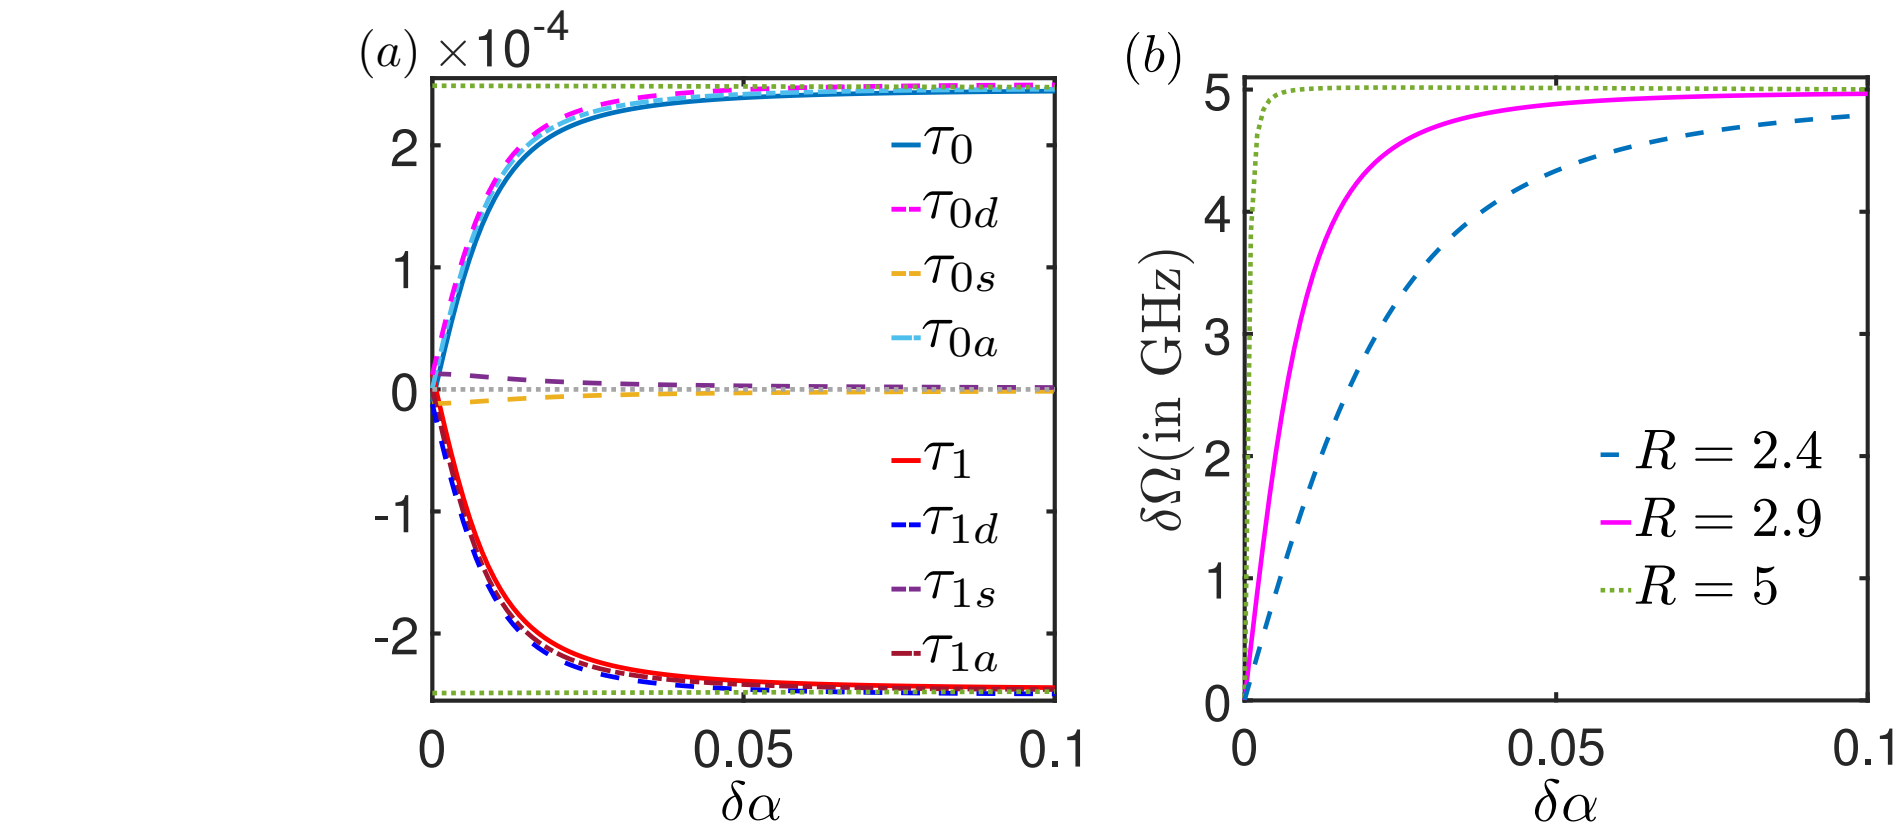 (a) ×10⁻⁴
2
1
0
-1
-2
0 0.05 0.1
δα
τ₀
τ₀d
τ₀s
τ₀a
τ₁
τ₁d
τ₁s
τ₁a
(b)
5
4
3
2
1
0
0 0.05 0.1
δα
δΩ(in GHz)
R = 2.4
R = 2.9
R = 5